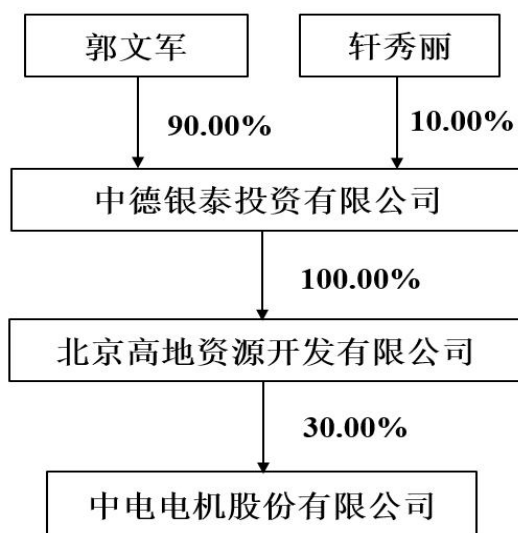 郭文军
轩秀丽
90.00%
10.00%
中德银泰投资有限公司
100.00%
北京高地资源开发有限公司
30.00%
中电电机股份有限公司